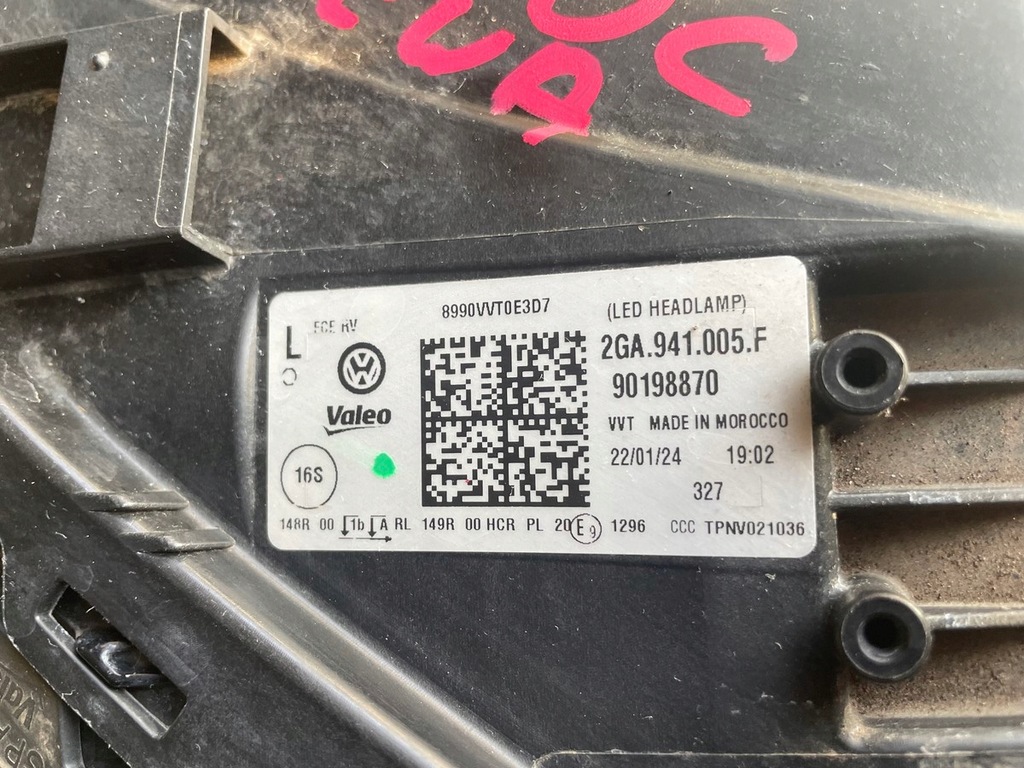 8990VVT0E3D7
(LED HEADLAMP)
L
ECE RV
2GA.941.005.F
Valeo
90198870
VVT MADE IN MOROCCO
22/01/24 19:02
16S
327
148R 00 1b A RL 149R 00 HCR PL 20 E9 1296 CCC TPNV021036